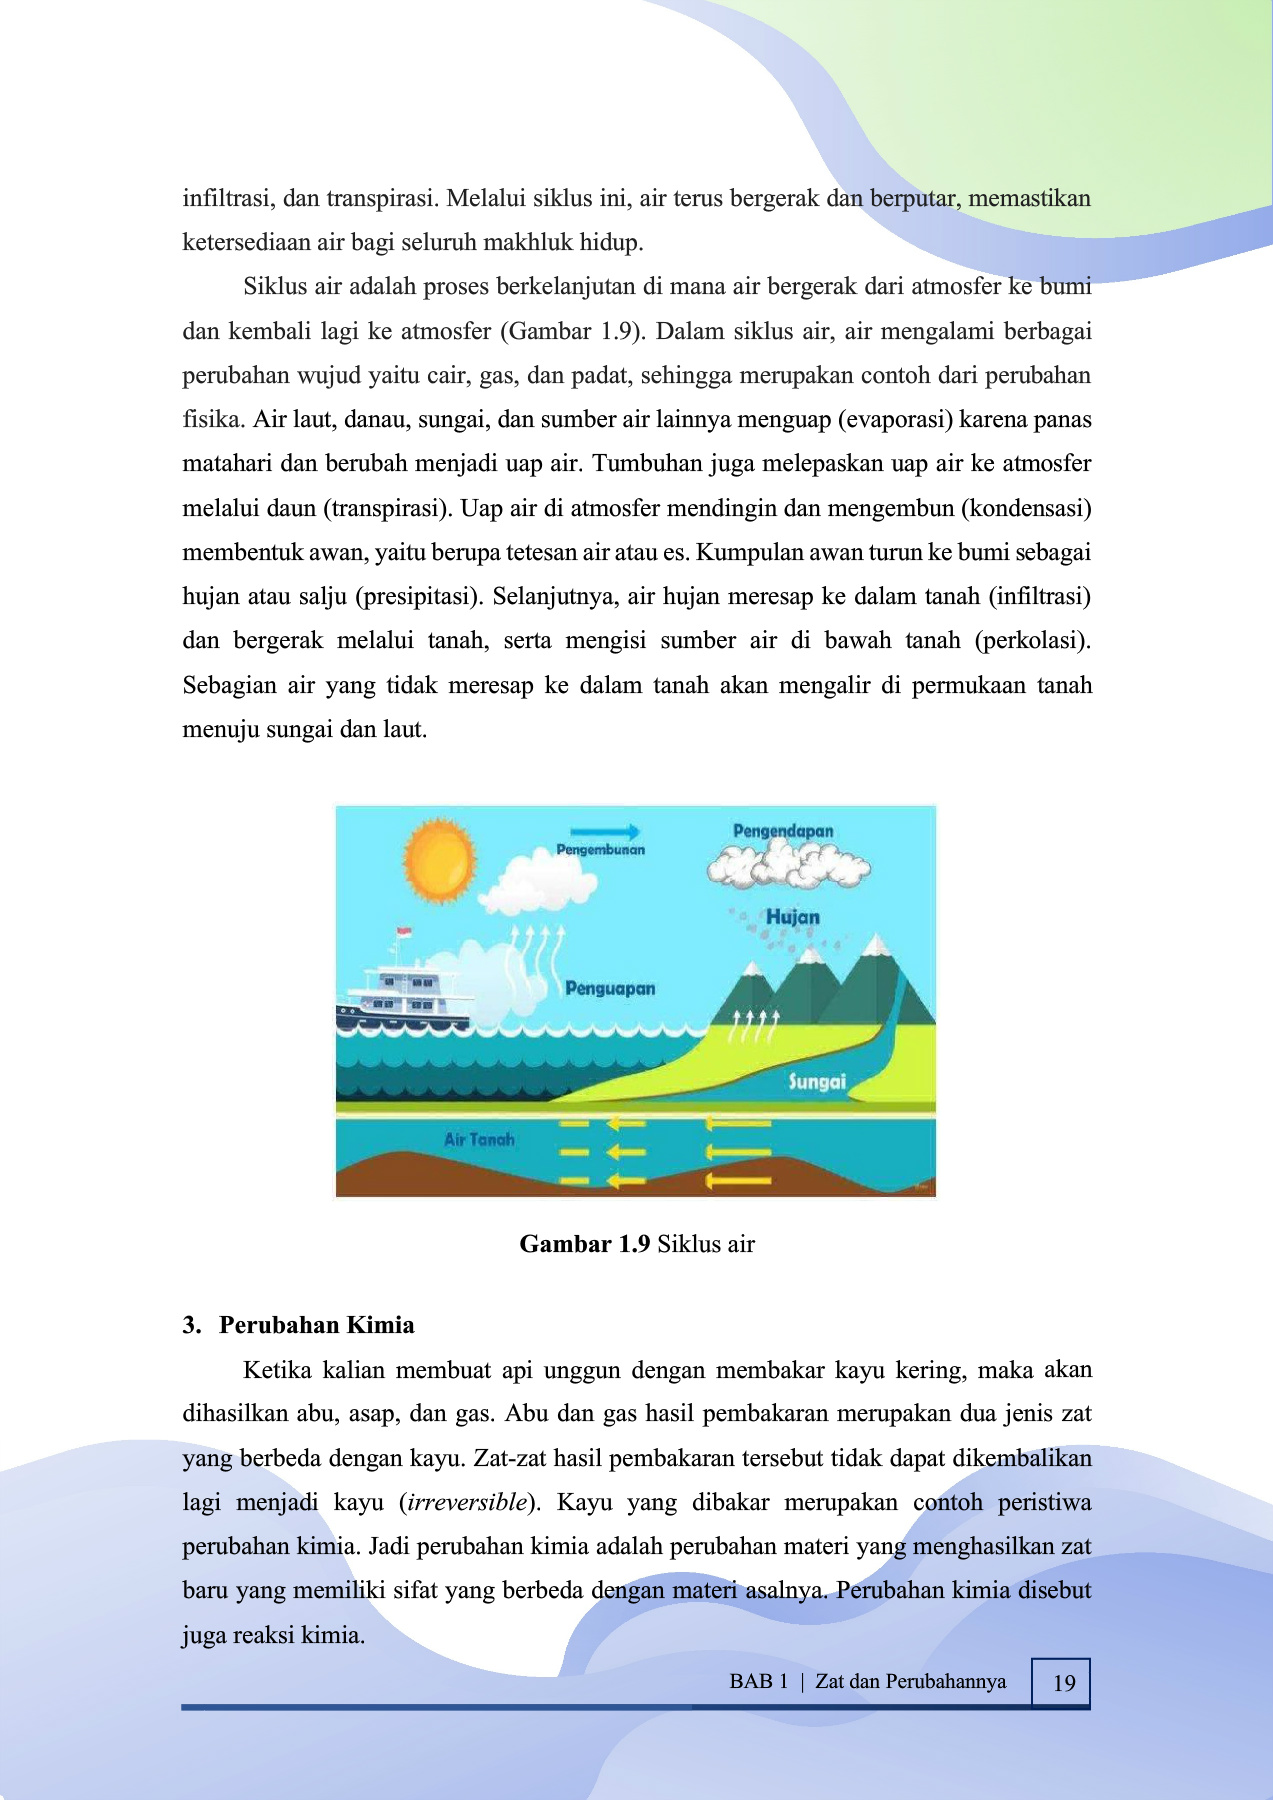 infiltrasi, dan transpirasi. Melalui siklus ini, air terus bergerak dan berputar, memastikan
ketersediaan air bagi seluruh makhluk hidup.
Siklus air adalah proses berkelanjutan di mana air bergerak dari atmosfer ke bumi
dan kembali lagi ke atmosfer (Gambar 1.9). Dalam siklus air, air mengalami berbagai
perubahan wujud yaitu cair, gas, dan padat, sehingga merupakan contoh dari perubahan
fisika. Air laut, danau, sungai, dan sumber air lainnya menguap (evaporasi) karena panas
matahari dan berubah menjadi uap air. Tumbuhan juga melepaskan uap air ke atmosfer
melalui daun (transpirasi). Uap air di atmosfer mendingin dan mengembun (kondensasi)
membentuk awan, yaitu berupa tetesan air atau es. Kumpulan awan turun ke bumi sebagai
hujan atau salju (presipitasi). Selanjutnya, air hujan meresap ke dalam tanah (infiltrasi)
dan bergerak melalui tanah, serta mengisi sumber air di bawah tanah (perkolasi).
Sebagian air yang tidak meresap ke dalam tanah akan mengalir di permukaan tanah
menuju sungai dan laut.
Pengendapan
Pengembunan
Hujan
Penguapan
Sungai
Air Tanah
Gambar 1.9 Siklus air
3. Perubahan Kimia
Ketika kalian membuat api unggun dengan membakar kayu kering, maka akan
dihasilkan abu, asap, dan gas. Abu dan gas hasil pembakaran merupakan dua jenis zat
yang berbeda dengan kayu. Zat-zat hasil pembakaran tersebut tidak dapat dikembalikan
lagi menjadi kayu (irreversible). Kayu yang dibakar merupakan contoh peristiwa
perubahan kimia. Jadi perubahan kimia adalah perubahan materi yang menghasilkan zat
baru yang memiliki sifat yang berbeda dengan materi asalnya. Perubahan kimia disebut
juga reaksi kimia.
BAB 1 | Zat dan Perubahannya 19